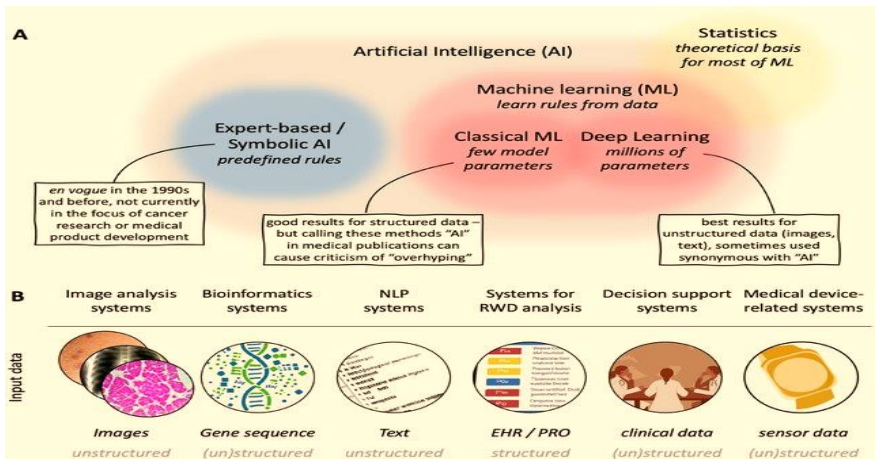 A
Artificial Intelligence (AI)
Statistics
theoretical basis
for most of ML
Machine learning (ML)
learn rules from data
Expert-based /
Symbolic AI
predefined rules
Classical ML
few model
parameters
Deep Learning
millions of
parameters
en vogue in the 1990s
and before, not currently
in the focus of cancer
research or medical
product development
good results for structured data –
but calling these methods "AI"
in medical publications can
cause criticism of "overhyping"
best results for
unstructured data (images,
text), sometimes used
synonymous with "AI"
B
Image analysis
systems
Bioinformatics
systems
NLP
systems
Systems for
RWD analysis
Decision support
systems
Medical device-
related systems
Input data
Images
unstructured
Gene sequence
(un)structured
Text
unstructured
EHR / PRO
structured
clinical data
(un)structured
sensor data
(un)structured